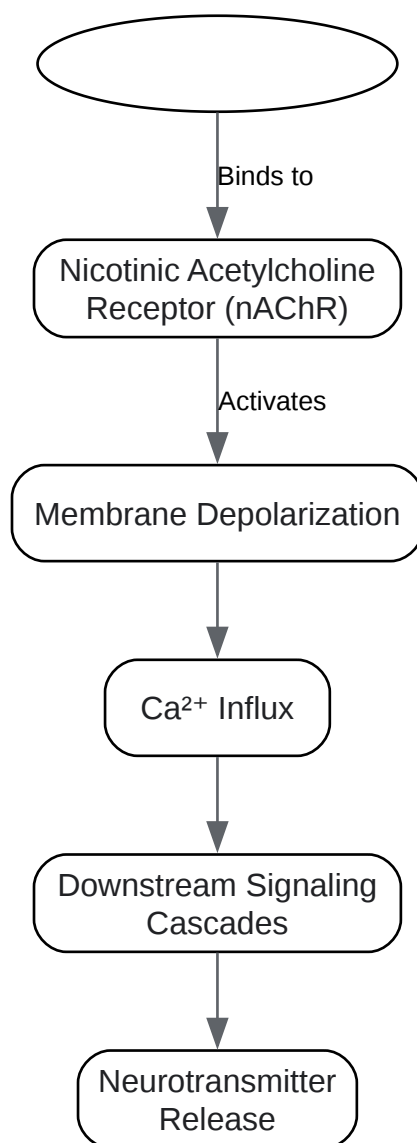 Binds to
Nicotinic Acetylcholine
Receptor (nAChR)
Activates
Membrane Depolarization
Ca²⁺ Influx
Downstream Signaling
Cascades
Neurotransmitter
Release